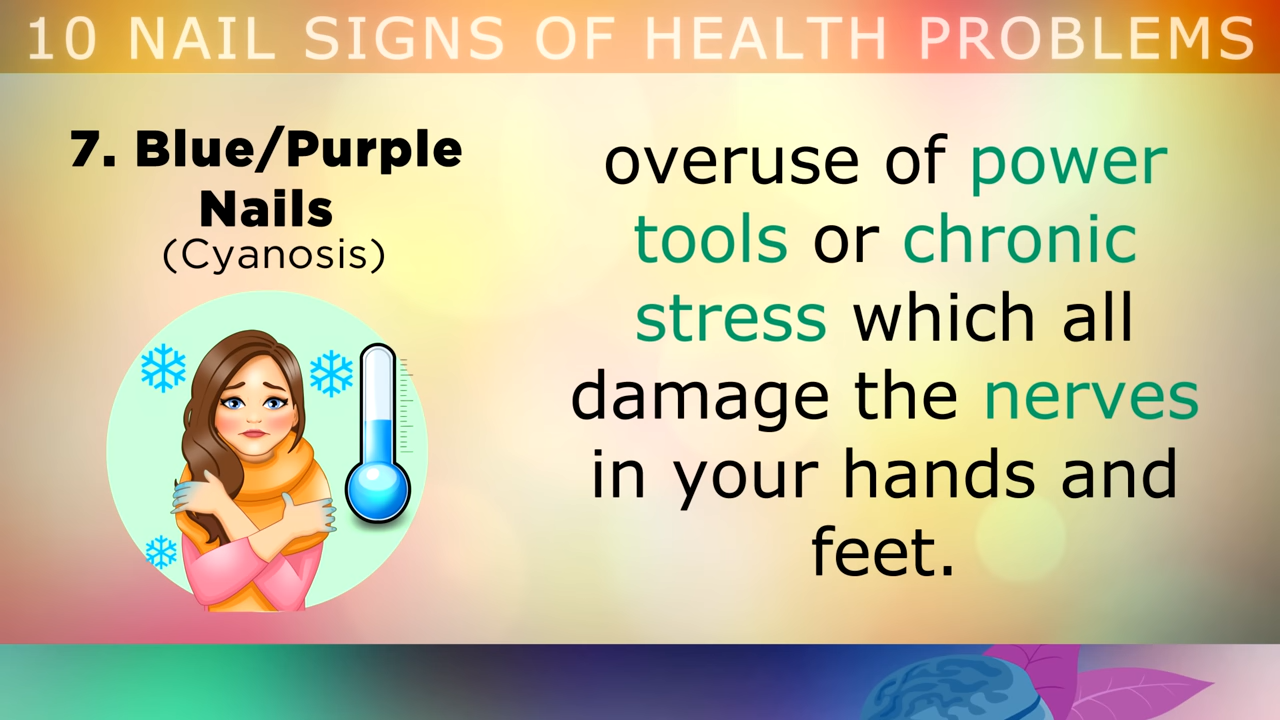 10 NAIL SIGNS OF HEALTH PROBLEMS
7. Blue/Purple
Nails
(Cyanosis)
overuse of power
tools or chronic
stress which all
damage the nerves
in your hands and
feet.